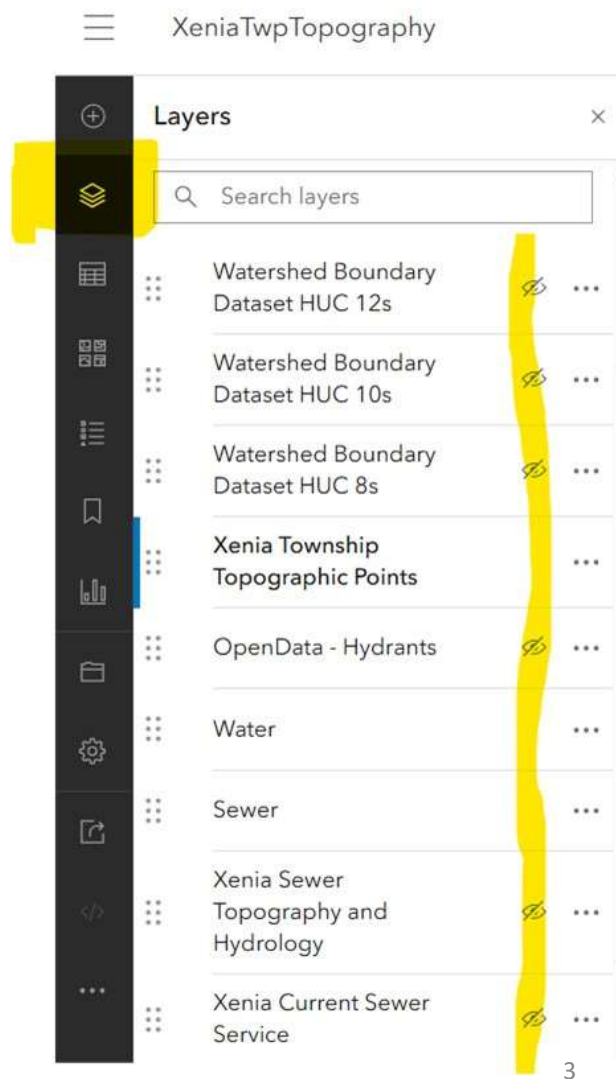 XeniaTwpTopography
Layers
Search layers
Watershed Boundary
Dataset HUC 12s
Watershed Boundary
Dataset HUC 10s
Watershed Boundary
Dataset HUC 8s
Xenia Township
Topographic Points
OpenData - Hydrants
Water
Sewer
Xenia Sewer
Topography and
Hydrology
Xenia Current Sewer
Service
3